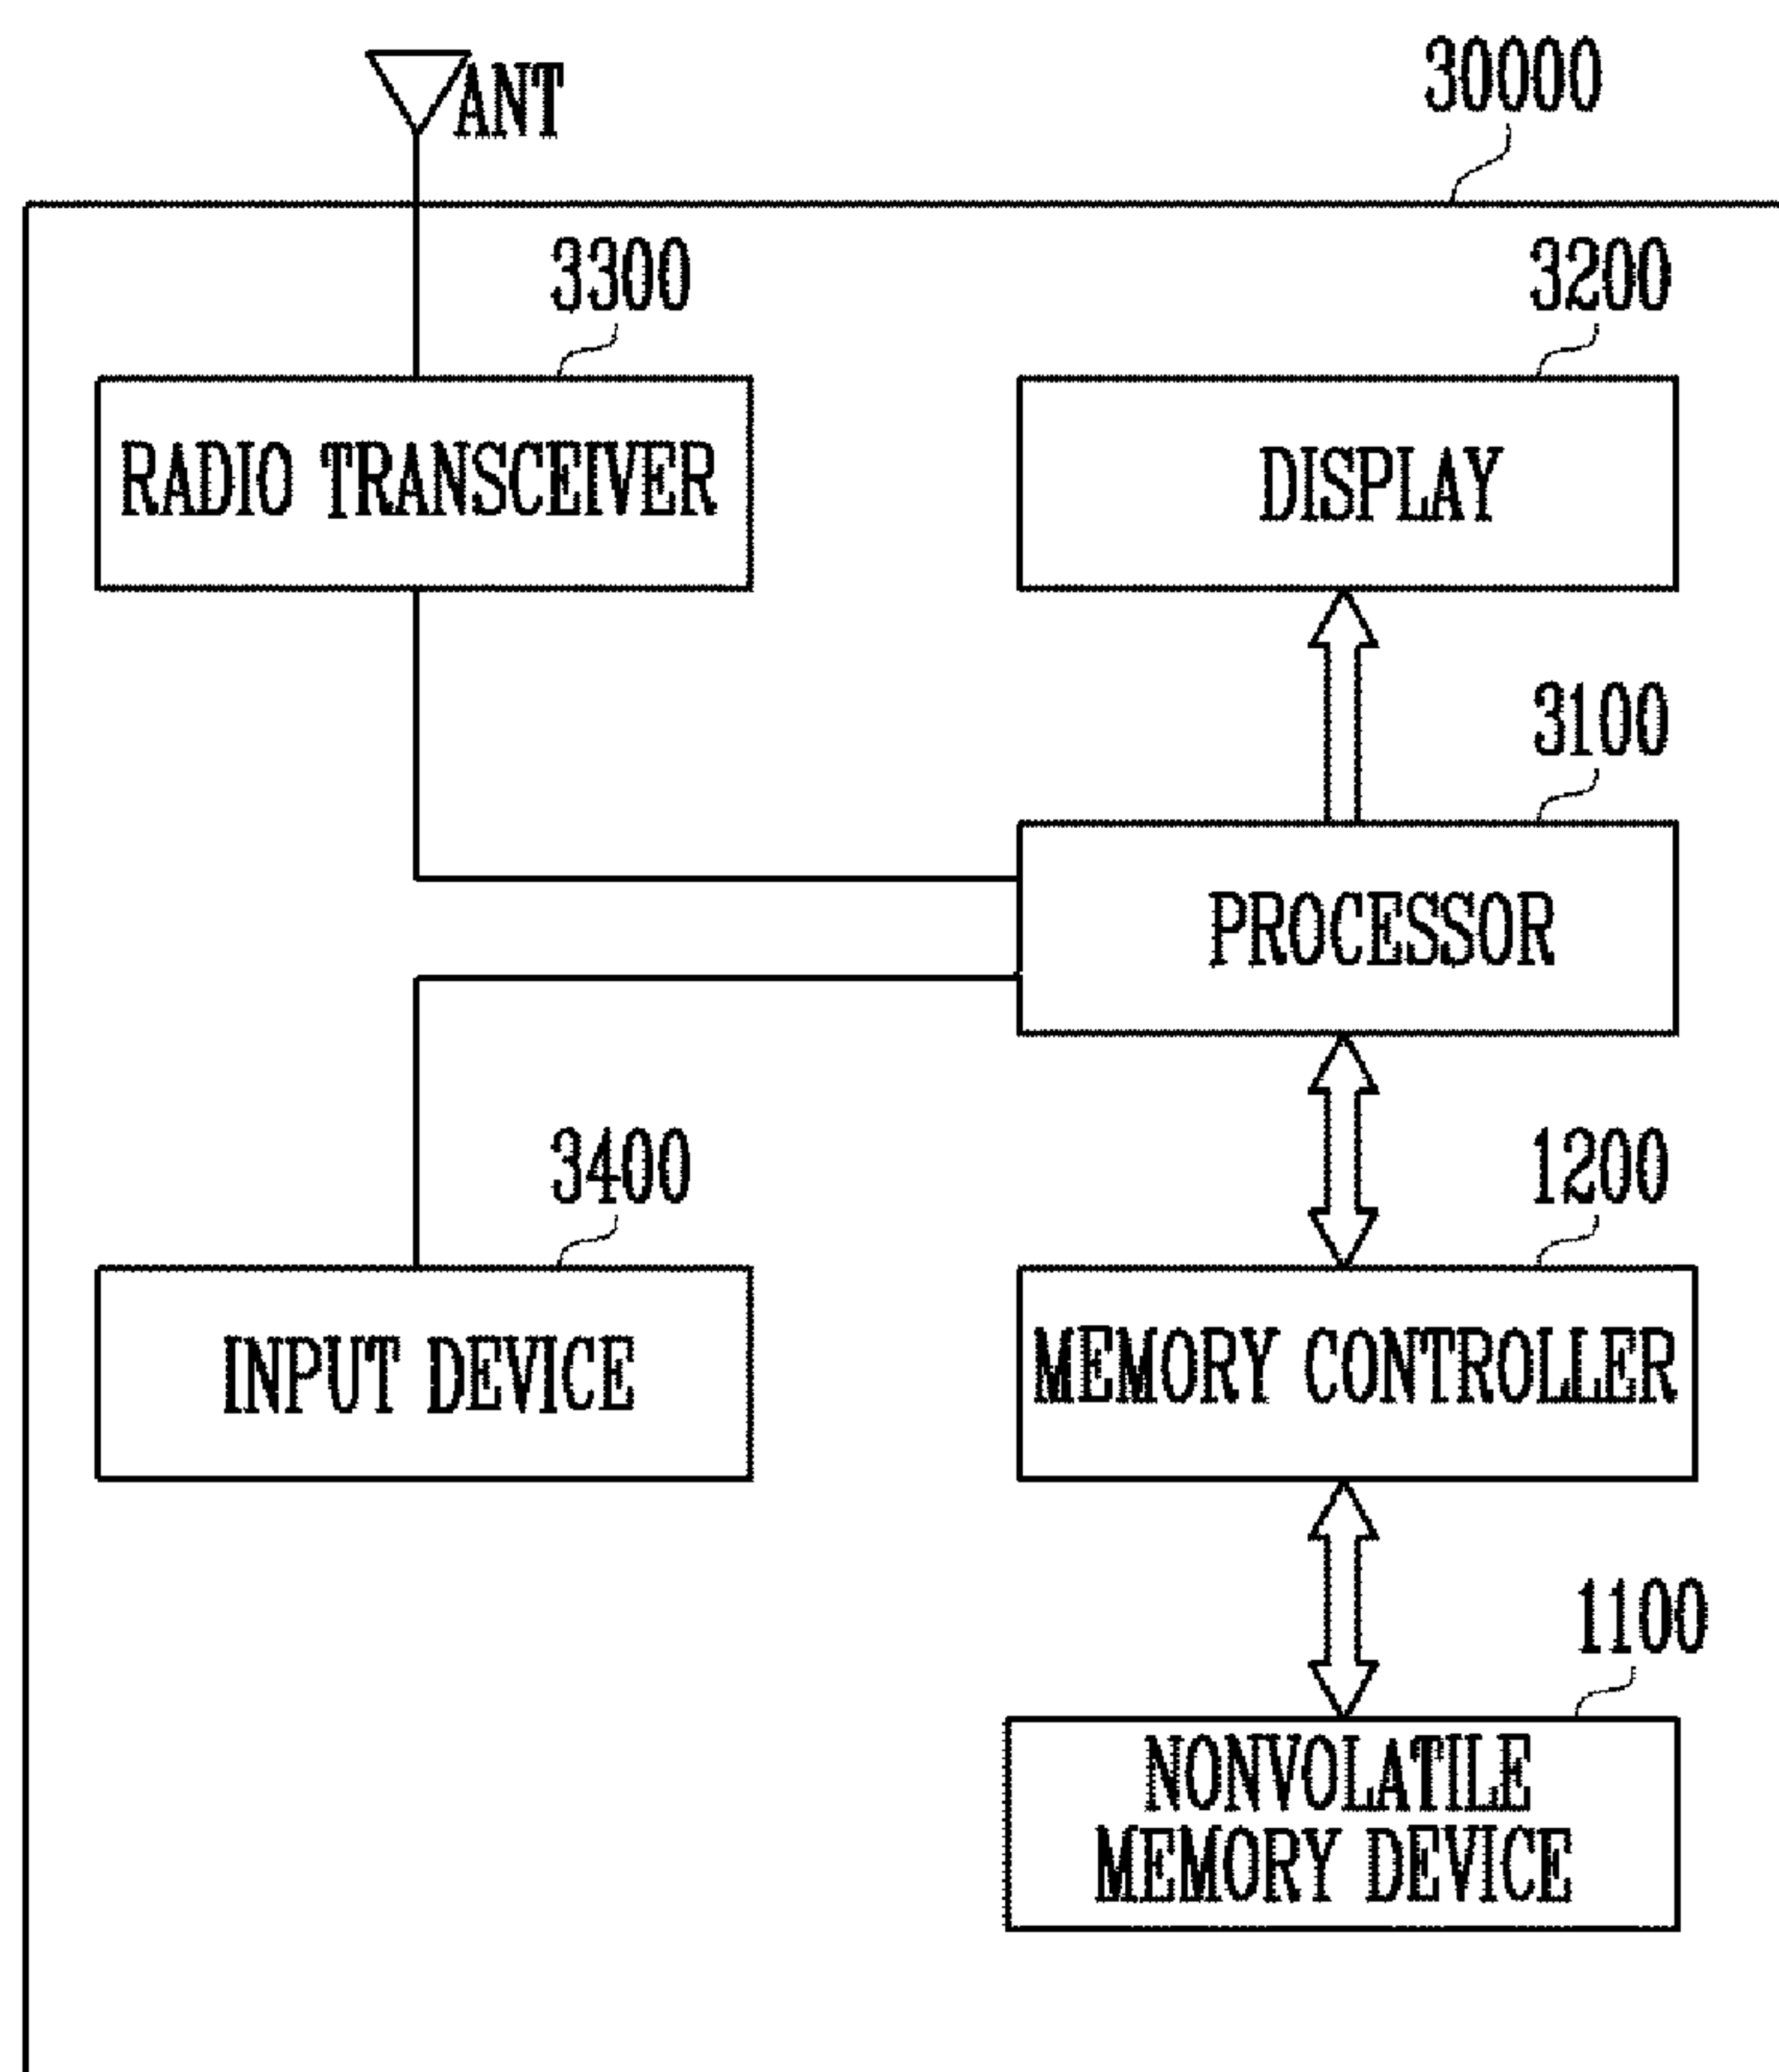 ANT
30000
3300
3200
RADIO TRANSCEIVER
DISPLAY
3100
PROCESSOR
3400
1200
INPUT DEVICE
MEMORY CONTROLLER
1100
NONVOLATILE
MEMORY DEVICE